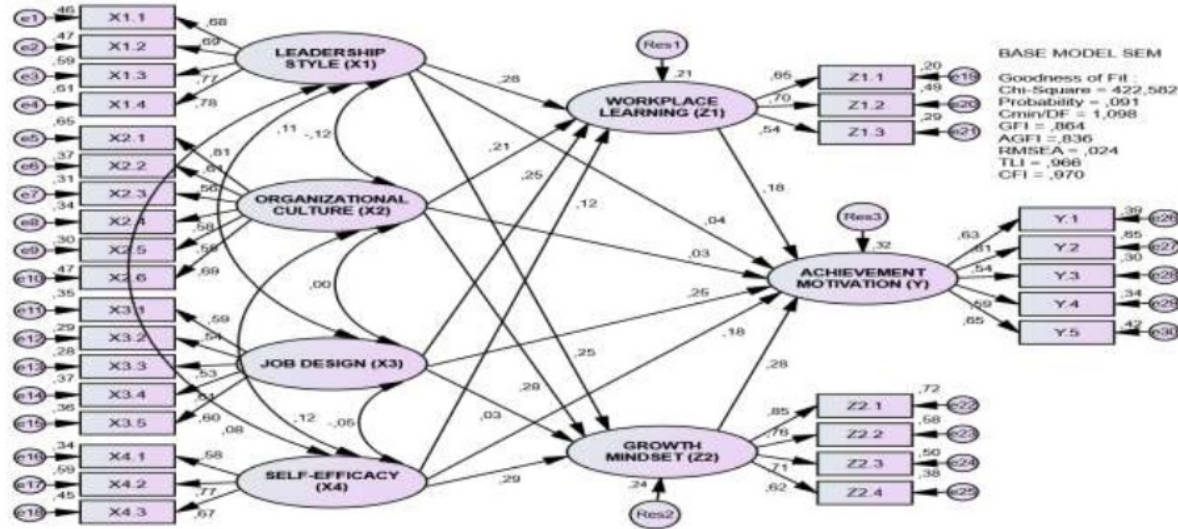 e1 ,46 X1.1 ,68
e2 ,47 X1.2 ,69
e3 ,59 X1.3 ,77
e4 ,61 X1.4 ,78
LEADERSHIP
STYLE (X1)
e5 ,65 X2.1 ,81
e6 ,37 X2.2 ,61
e7 ,31 X2.3 ,56
e8 ,34 X2.4 ,58
e9 ,30 X2.5
e10 ,47 X2.6 ,69
ORGANIZATIONAL
CULTURE (X2)
e11 ,35 X3.1 ,59
e12 ,29 X3.2 ,54
e13 ,28 X3.3 ,53
e14 ,37 X3.4 ,61
e15 ,36 X3.5 ,60
JOB DESIGN (X3)
e16 ,34 X4.1 ,58
e17 ,59 X4.2 ,77
e18 ,45 X4.3 ,67
SELF-EFFICACY
(X4)
,11 -,12
,00
,12 -,05
,08
,28
,21
,25
,12
,04
,03
,25
,18
,25
,28
,03
,29
Res1
,21
WORKPLACE
LEARNING (Z1)
,65 Z1.1 ,20 e19
,70 Z1.2 ,49 e20
,54 Z1.3 ,29 e21
,18
Res3
,32
ACHIEVEMENT
MOTIVATION (Y)
,63 Y.1 ,39 e26
Y.2 ,65 e27
,54 Y.3 ,30 e28
,59 Y.4 ,34 e29
,65 Y.5 ,42 e30
,28
GROWTH
MINDSET (Z2)
,24
Res2
,85 Z2.1 ,72 e22
,76 Z2.2 ,58 e23
,71 Z2.3 ,50 e24
,62 Z2.4 ,38 e25
BASE MODEL SEM
Goodness of Fit :
Chi-Square = 422,582
Probability = ,091
Cmin/DF = 1,098
GFI = ,864
AGFI = ,836
RMSEA = ,024
TLI = ,966
CFI = ,970